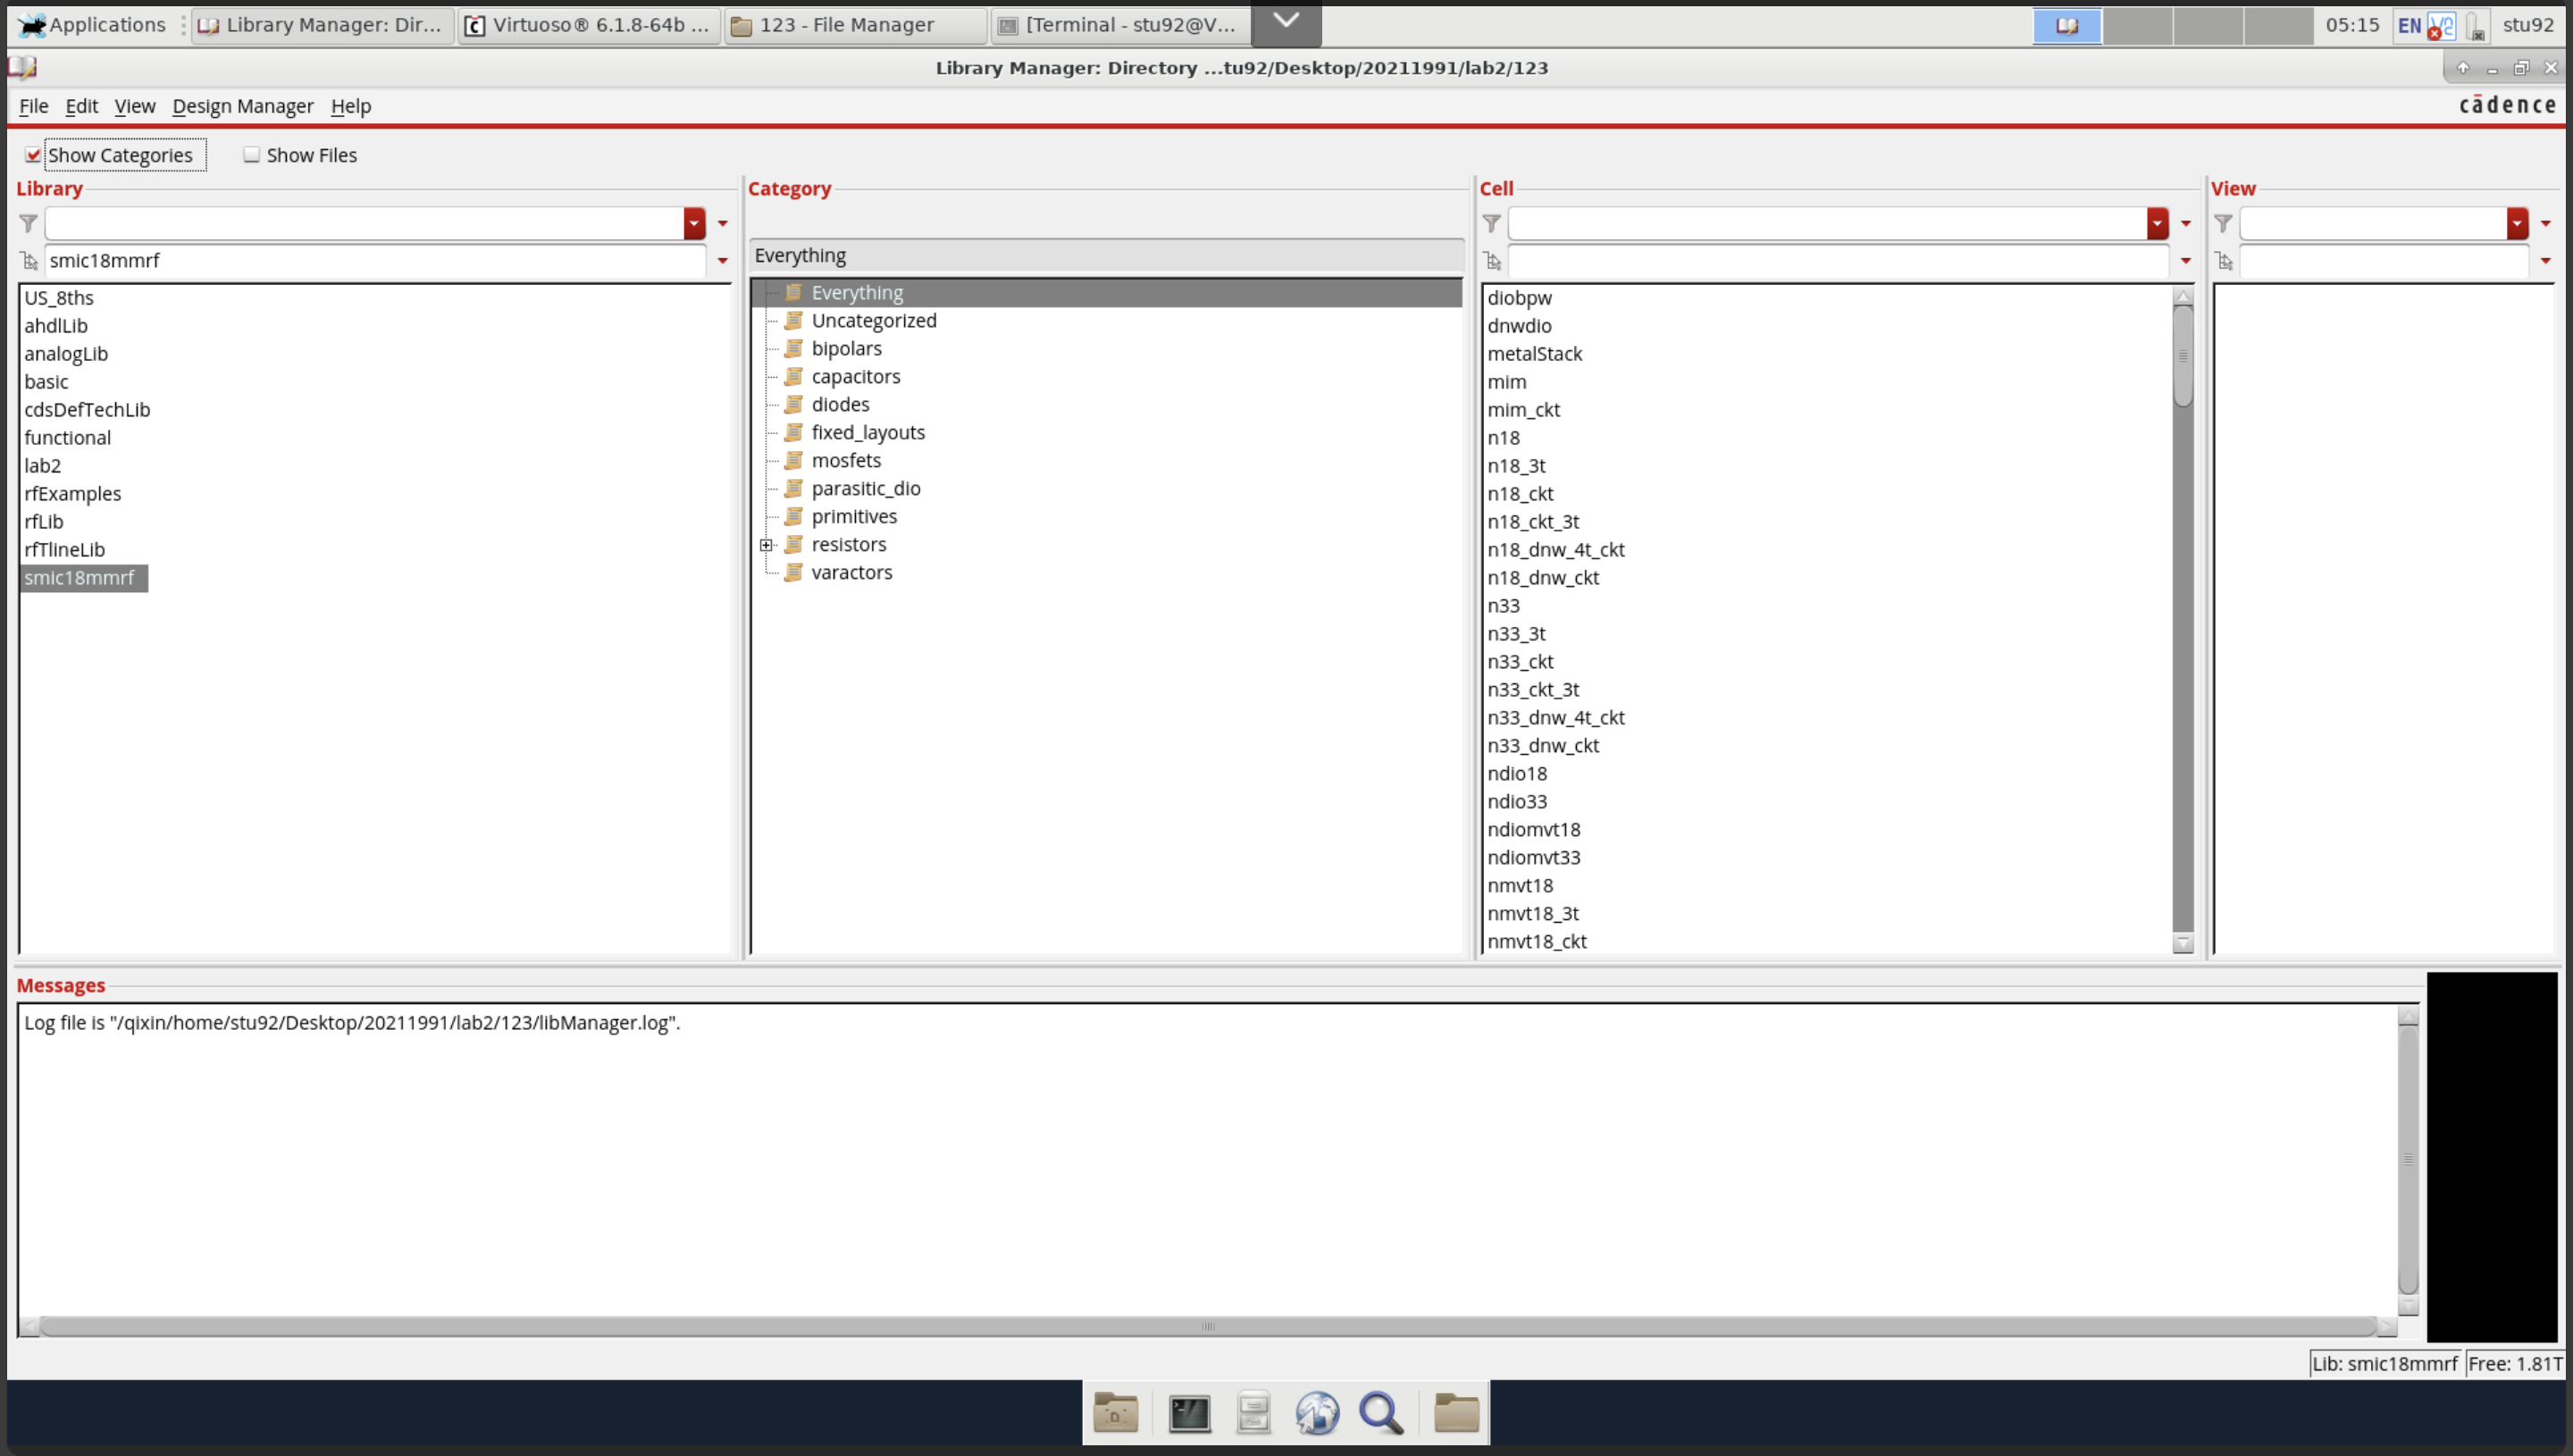 Applications
Library Manager: Dir...
Virtuoso® 6.1.8-64b ...
123 - File Manager
[Terminal - stu92@V...
05:15
EN
stu92
Library Manager: Directory ...tu92/Desktop/20211991/lab2/123
File Edit View Design Manager Help
cādence
Show Categories
Show Files
Library
smic18mmrf
US_8ths
ahdlLib
analogLib
basic
cdsDefTechLib
functional
lab2
rfExamples
rfLib
rfTlineLib
smic18mmrf
Category
Everything
Everything
Uncategorized
bipolars
capacitors
diodes
fixed_layouts
mosfets
parasitic_dio
primitives
resistors
varactors
Cell
diobpw
dnwdio
metalStack
mim
mim_ckt
n18
n18_3t
n18_ckt
n18_ckt_3t
n18_dnw_4t_ckt
n18_dnw_ckt
n33
n33_3t
n33_ckt
n33_ckt_3t
n33_dnw_4t_ckt
n33_dnw_ckt
ndio18
ndio33
ndiomvt18
ndiomvt33
nmvt18
nmvt18_3t
nmvt18_ckt
View
Messages
Log file is "/qixin/home/stu92/Desktop/20211991/lab2/123/libManager.log".
Lib: smic18mmrf
Free: 1.81T